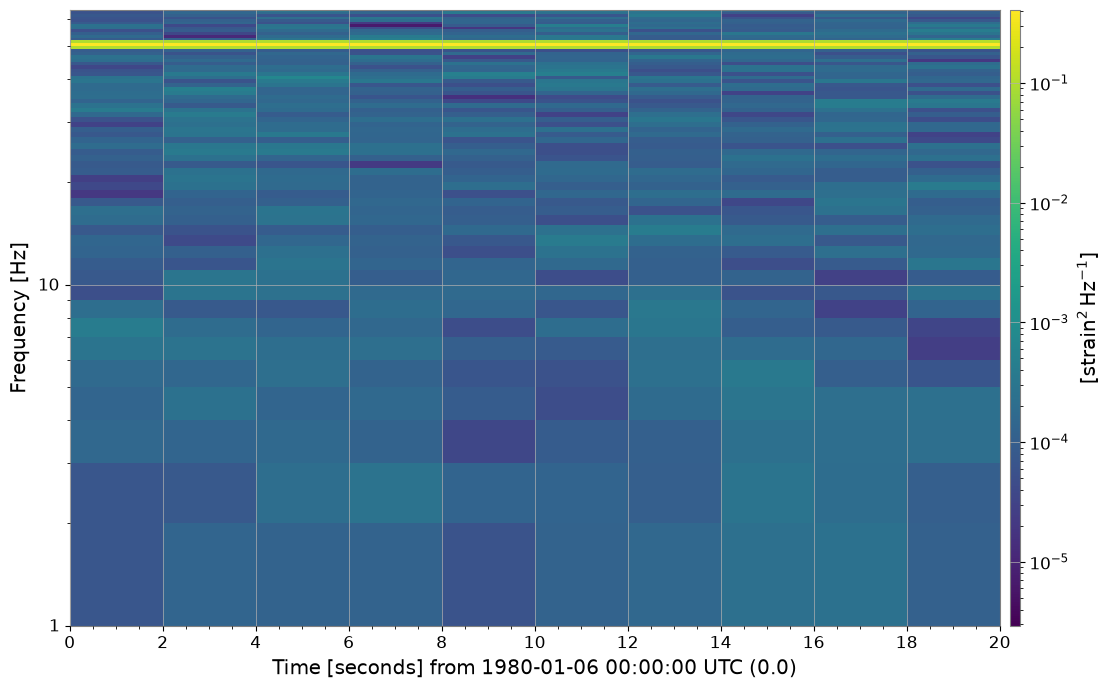 Frequency [Hz]
10
1
0 2 4 6 8 10 12 14 16 18 20
Time [seconds] from 1980-01-06 00:00:00 UTC (0.0)
10⁻¹
10⁻²
10⁻³
10⁻⁴
10⁻⁵
[strain² Hz⁻¹]